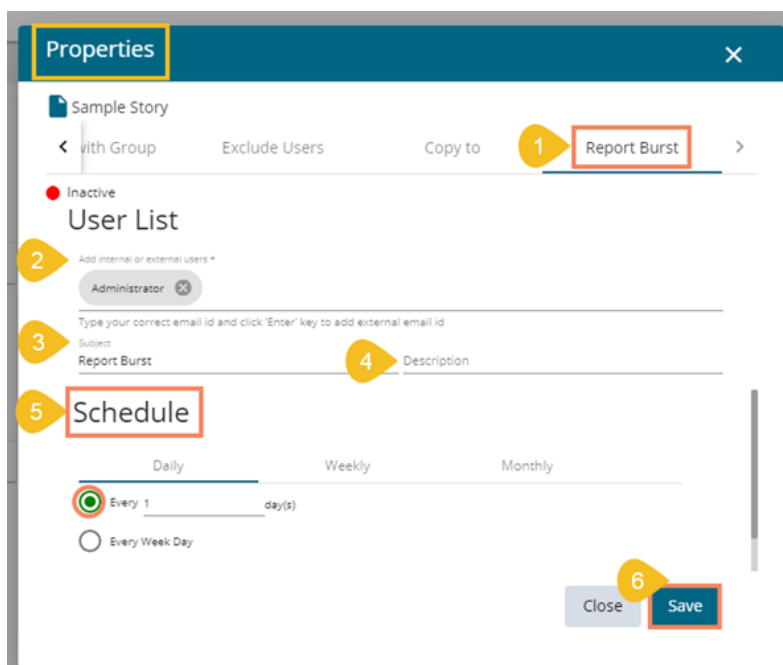 Properties
Sample Story
with Group Exclude Users Copy to 1 Report Burst
Inactive
User List
2 Add internal or external users *
Administrator
Type your correct email id and click 'Enter' key to add external email id
3 Subject
Report Burst 4 Description
5 Schedule
Daily Weekly Monthly
Every 1 day(s)
Every Week Day
6
Close Save